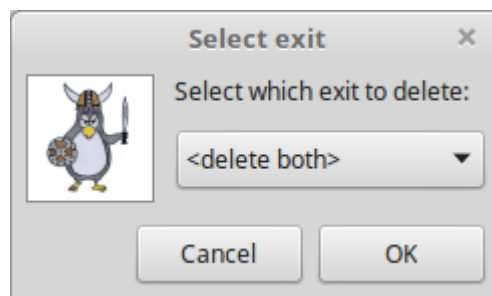 Select exit
Select which exit to delete:
<delete both>
Cancel
OK